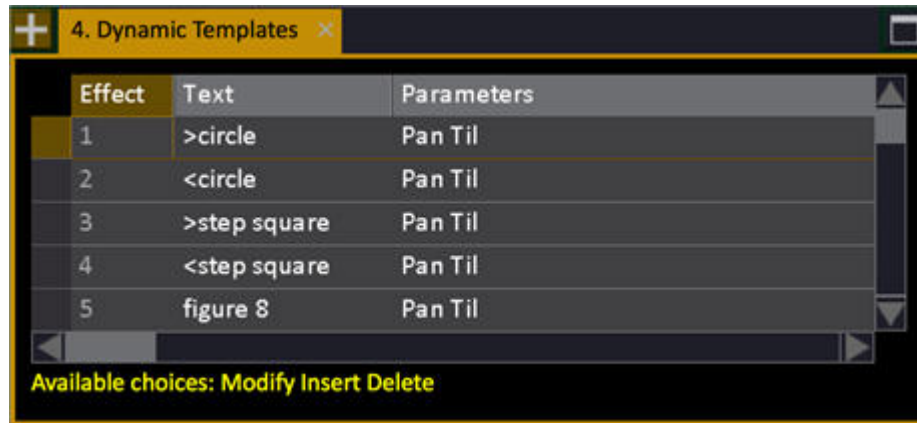 4. Dynamic Templates
Effect Text Parameters
1 >circle Pan Til
2 <circle Pan Til
3 >step square Pan Til
4 <step square Pan Til
5 figure 8 Pan Til
Available choices: Modify Insert Delete